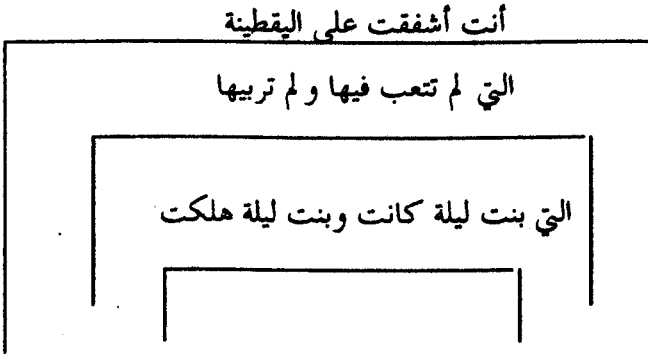 أنت أشفقت على اليقطينة
التي لم تتعب فيها و لم تربيها
التي بنت ليلة كانت وبنت ليلة هلكت